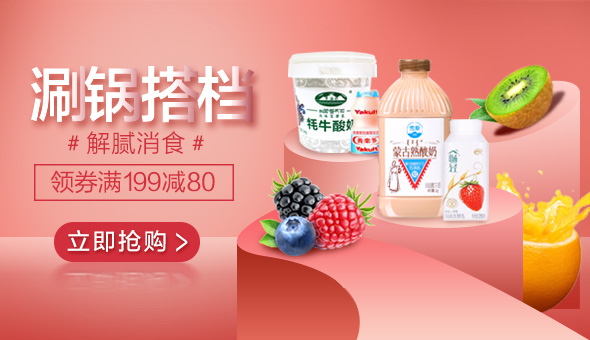 涮锅搭档
# 解腻消食 #
领券满199减80
立即抢购 >
牦牛酸奶
Yakult
蒙古熟酸奶